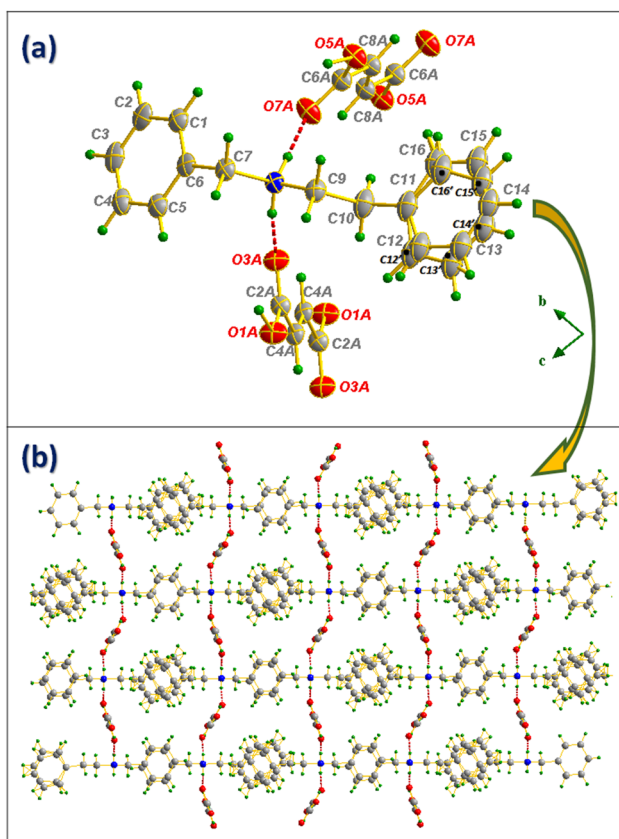 (a)
O5A
C8A
O7A
C6A
C6A
O7A
O5A
C8A
C2
C1
C3
C7
C6
C4
C5
C9
C10
C16
C15
C11
C16'
C15'
C14
C14'
C12
C13
C12'
C13'
O3A
C2A
C4A
O1A
O1A
C4A
C2A
O3A
b
c
(b)